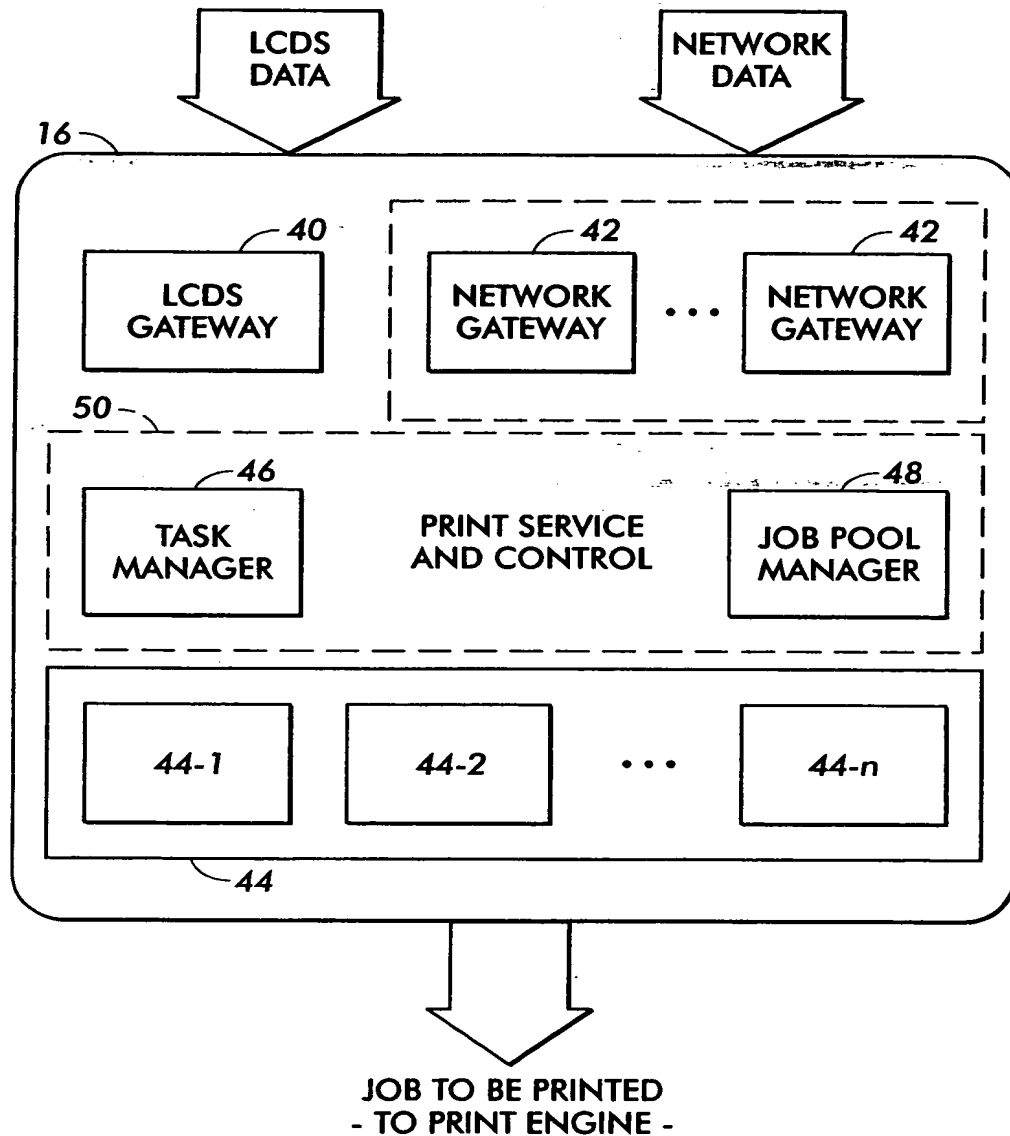 LCDS
DATA
NETWORK
DATA
16
40
42
42
LCDS
GATEWAY
NETWORK
GATEWAY
• • •
NETWORK
GATEWAY
50
46
48
TASK
MANAGER
PRINT SERVICE
AND CONTROL
JOB POOL
MANAGER
44-1
44-2
• • •
44-n
44
JOB TO BE PRINTED
- TO PRINT ENGINE -